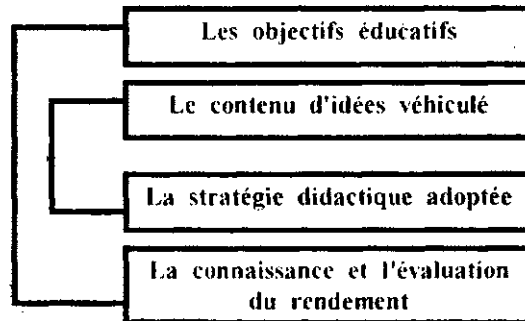 Les objectifs éducatifs
Le contenu d'idées véhiculé
La stratégie didactique adoptée
La connaissance et l'évaluation
du rendement